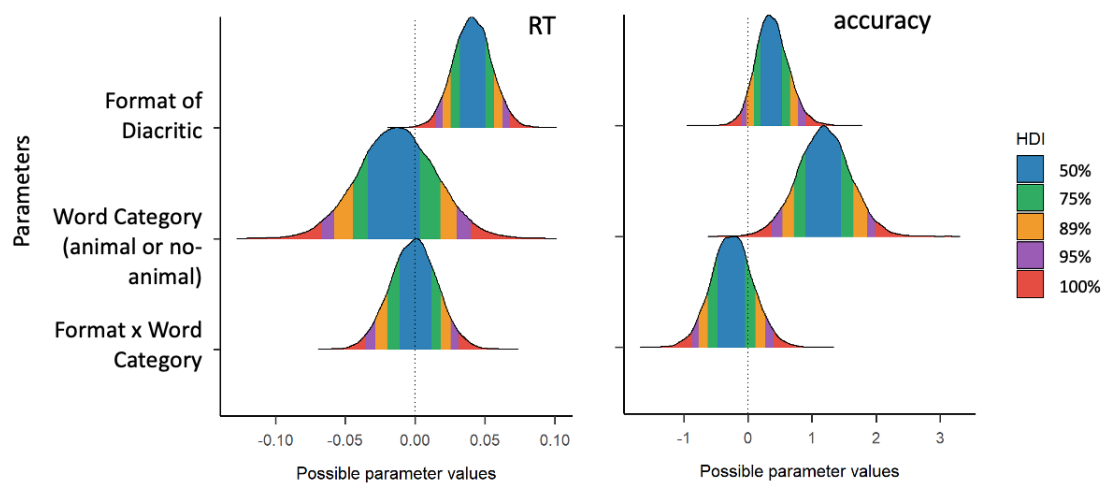 RT
accuracy
Parameters
Format of
Diacritic
Word Category
(animal or no-
animal)
Format x Word
Category
-0.10
-0.05
0.00
0.05
0.10
Possible parameter values
-1
0
1
2
3
Possible parameter values
HDI
50%
75%
89%
95%
100%